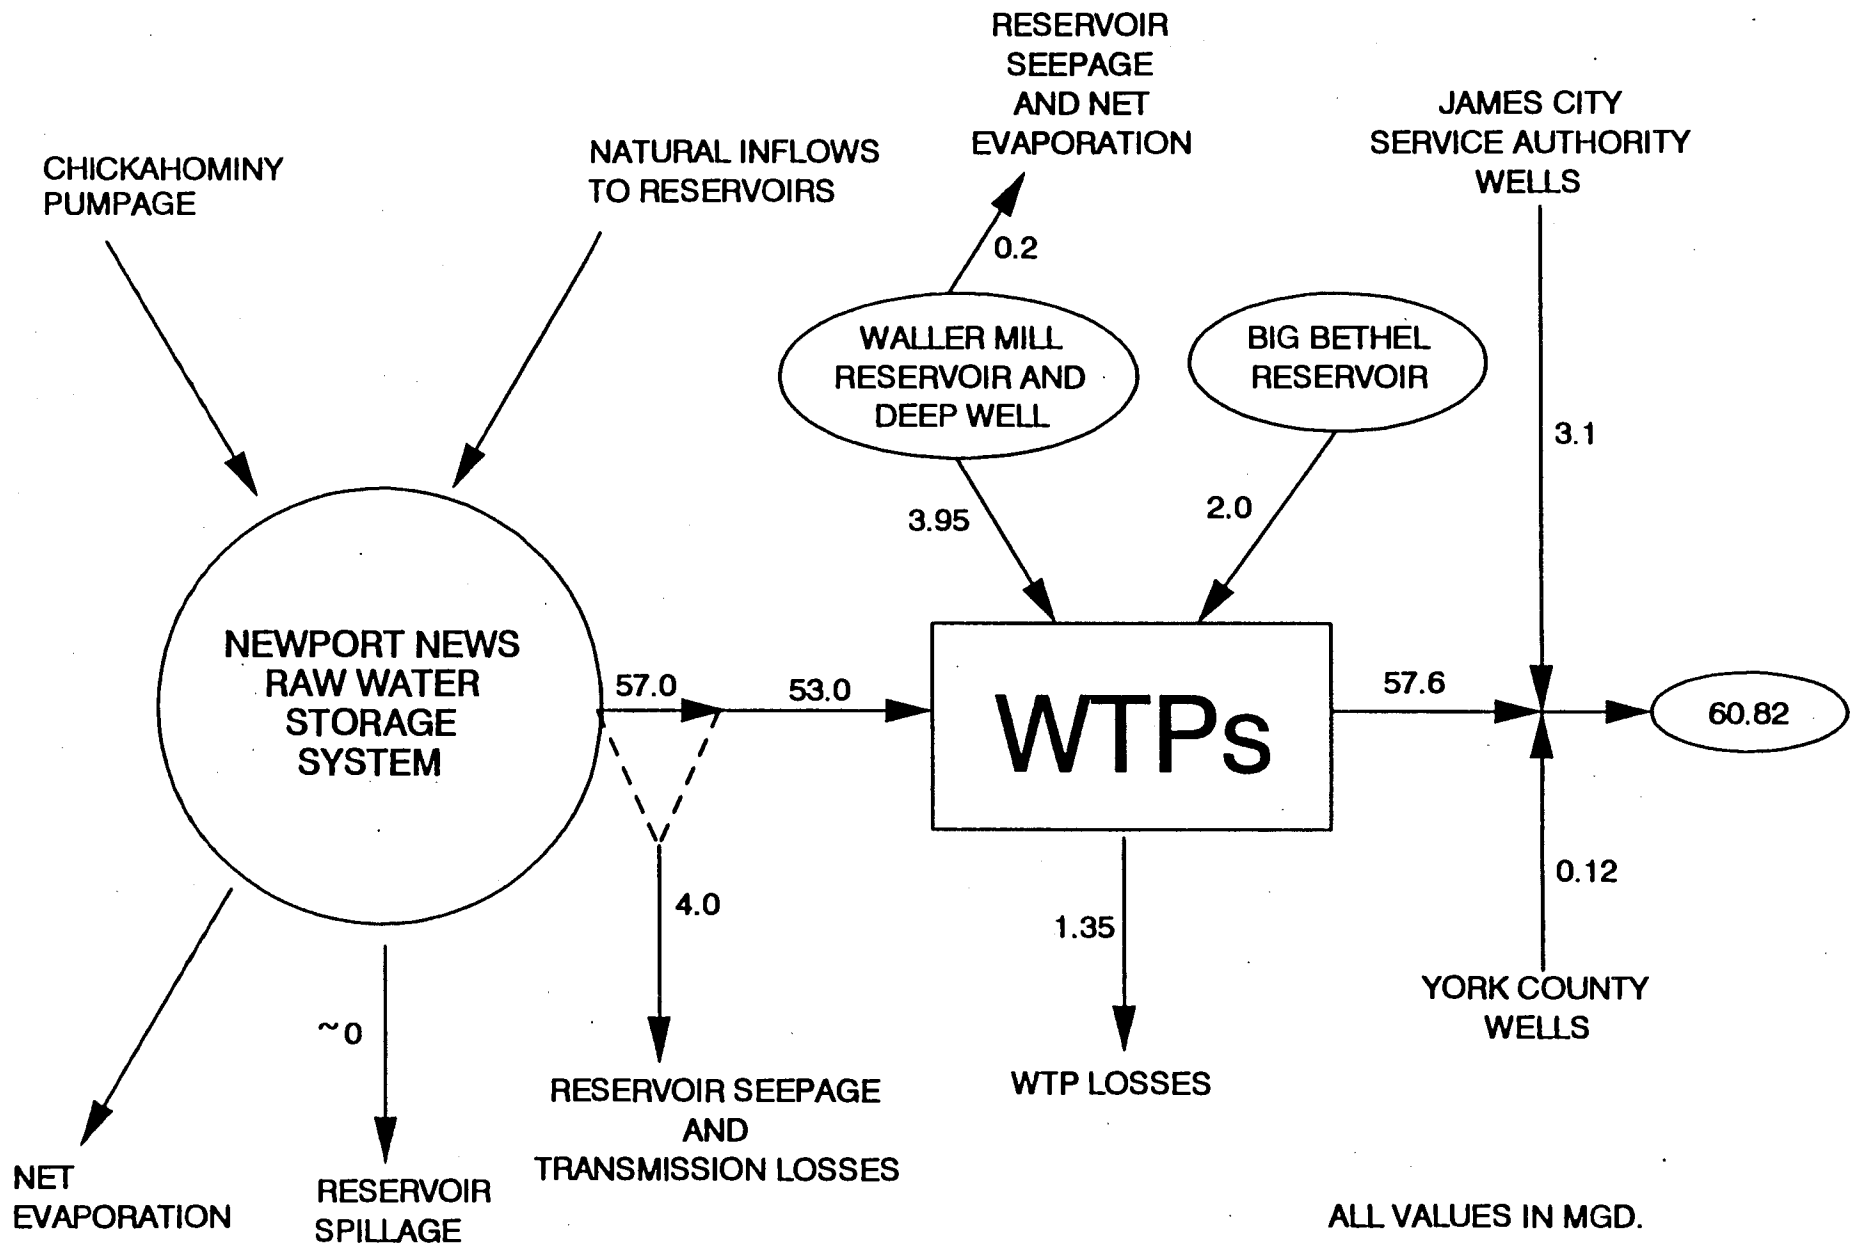 RESERVOIR
SEEPAGE
AND NET
EVAPORATION
JAMES CITY
SERVICE AUTHORITY
WELLS
CHICKAHOMINY
PUMPAGE
NATURAL INFLOWS
TO RESERVOIRS
0.2
WALLER MILL
RESERVOIR AND
DEEP WELL
BIG BETHEL
RESERVOIR
3.1
3.95
2.0
NEWPORT NEWS
RAW WATER
STORAGE
SYSTEM
57.0
53.0
WTPs
57.6
60.82
4.0
1.35
0.12
YORK COUNTY
WELLS
~0
RESERVOIR SEEPAGE
AND
TRANSMISSION LOSSES
WTP LOSSES
NET
EVAPORATION
RESERVOIR
SPILLAGE
ALL VALUES IN MGD.